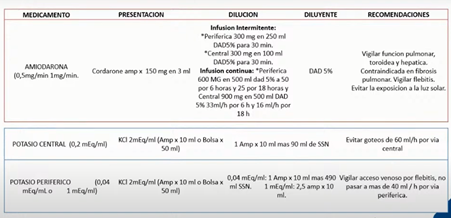 MEDICAMENTO PRESENTACION DILUCION DILUYENTE RECOMENDACIONES
AMIODARONA
(0,5mg/min 1mg/min.
Cordarone amp x 150 mg en 3 ml
Infusion Intermitente:
*Periferica 300 mg en 250 ml
DAD5% para 30 min.
*Central 300 mg en 100 ml
DAD5% para 30 min.
Infusion continua: *Periferica
600 MG en 500 ml dad 5% a 50
por 6 horas y 25 por 18 horas y
Central 900 mg en 500 ml DAD
5% 33ml/h por 6 h y 16 ml/h por
18 h
DAD 5%
Vigilar funcion pulmonar,
toroidea y hepatica.
Contraindicada en fibrosis
pulmonar. Vigilar flebitis.
Evitar la exposicion a la luz solar.
POTASIO CENTRAL (0,2 mEq/ml)
KCl 2mEq/ml (Amp x 10 ml o Bolsa x
50 ml)
1 Amp x 10 ml mas 90 ml de SSN
Evitar goteos de 60 ml/h por via
central
POTASIO PERIFERICO (0,04
mEq/mL o 1 mEq/ml)
KCl 2mEq/ml (Amp x 10 ml o Bolsa x
50 ml)
0,04 mEq/ml: 1 Amp x 10 ml mas 490
ml SSN. 1 mEq/ml: 2,5 amp x 10
ml.
Vigilar acceso venoso por flebitis, no
pasar a mas de 40 ml / h por via
periferica.